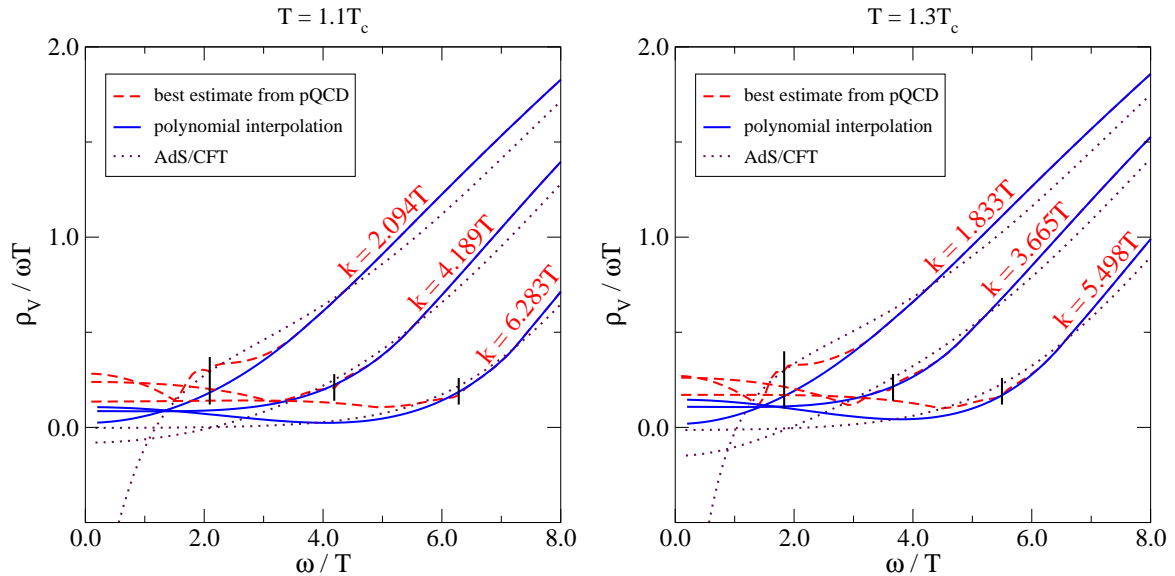 T = 1.1T_c
2.0
1.0
0.0
ρ_V / ωT
best estimate from pQCD
polynomial interpolation
AdS/CFT
k = 2.094T
k = 4.189T
k = 6.283T
0.0 2.0 4.0 6.0 8.0
ω / T
T = 1.3T_c
2.0
1.0
0.0
ρ_V / ωT
best estimate from pQCD
polynomial interpolation
AdS/CFT
k = 1.833T
k = 3.665T
k = 5.498T
0.0 2.0 4.0 6.0 8.0
ω / T